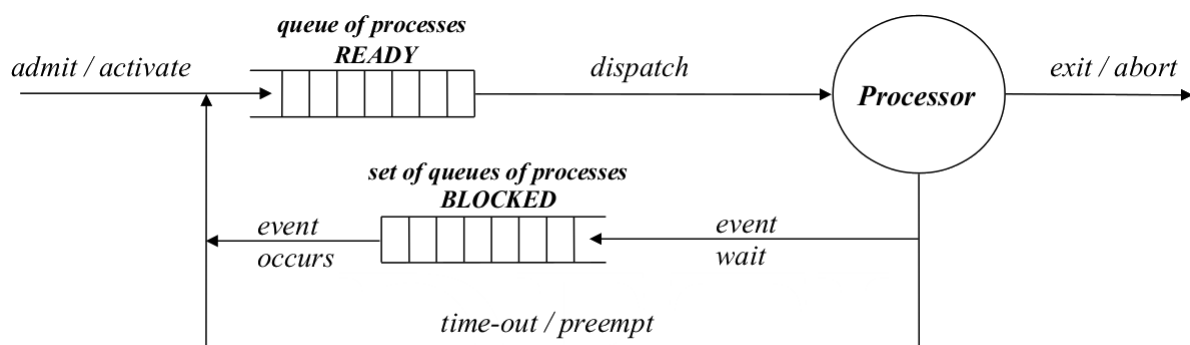 queue of processes
READY
admit / activate
dispatch
exit / abort
Processor
set of queues of processes
BLOCKED
event
occurs
event
wait
time-out / preempt